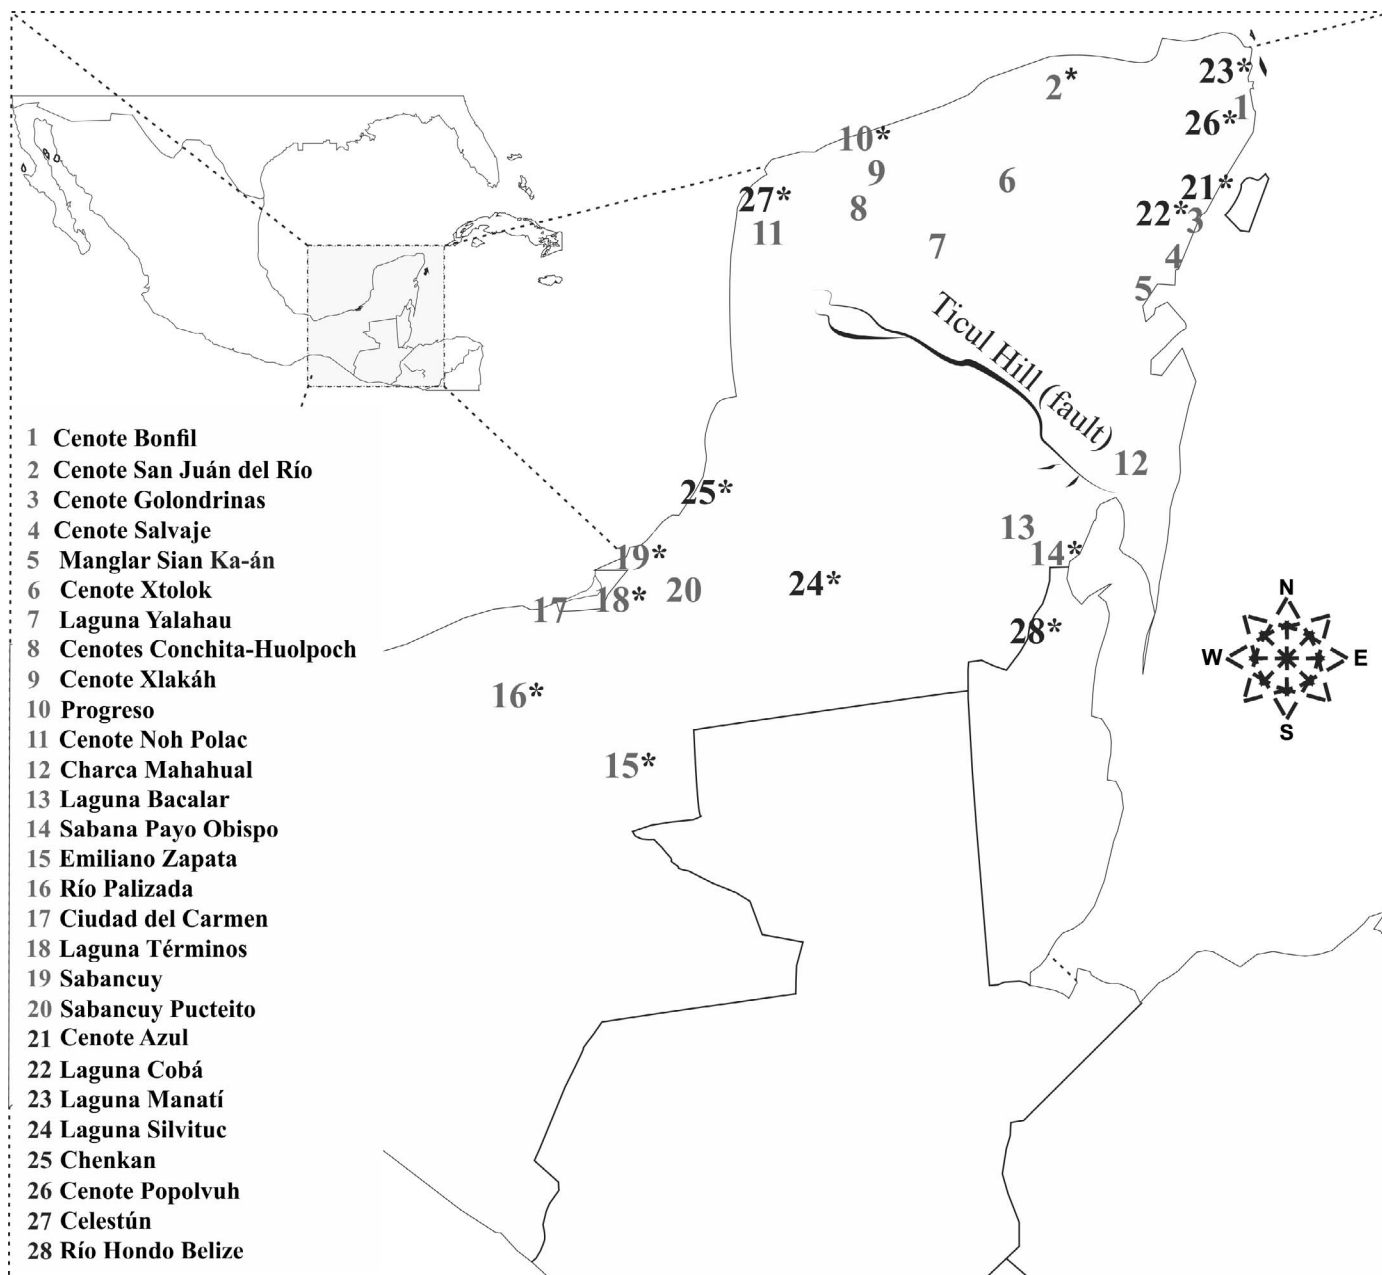 23*
2*
1
26*
10*
9
6
21*
27*
8
22*
3
11
7
4
5
Ticul Hill (fault)
12
25*
13
19*
14*
24*
20
18*
17
28*
16*
15*
N
W E
S
1 Cenote Bonfil
2 Cenote San Juán del Río
3 Cenote Golondrinas
4 Cenote Salvaje
5 Manglar Sian Ka-án
6 Cenote Xtolok
7 Laguna Yalahau
8 Cenotes Conchita-Huolpoch
9 Cenote Xlakáh
10 Progreso
11 Cenote Noh Polac
12 Charca Mahahual
13 Laguna Bacalar
14 Sabana Payo Obispo
15 Emiliano Zapata
16 Río Palizada
17 Ciudad del Carmen
18 Laguna Términos
19 Sabancuy
20 Sabancuy Pucteito
21 Cenote Azul
22 Laguna Cobá
23 Laguna Manatí
24 Laguna Silvituc
25 Chenkan
26 Cenote Popolvuh
27 Celestún
28 Río Hondo Belize